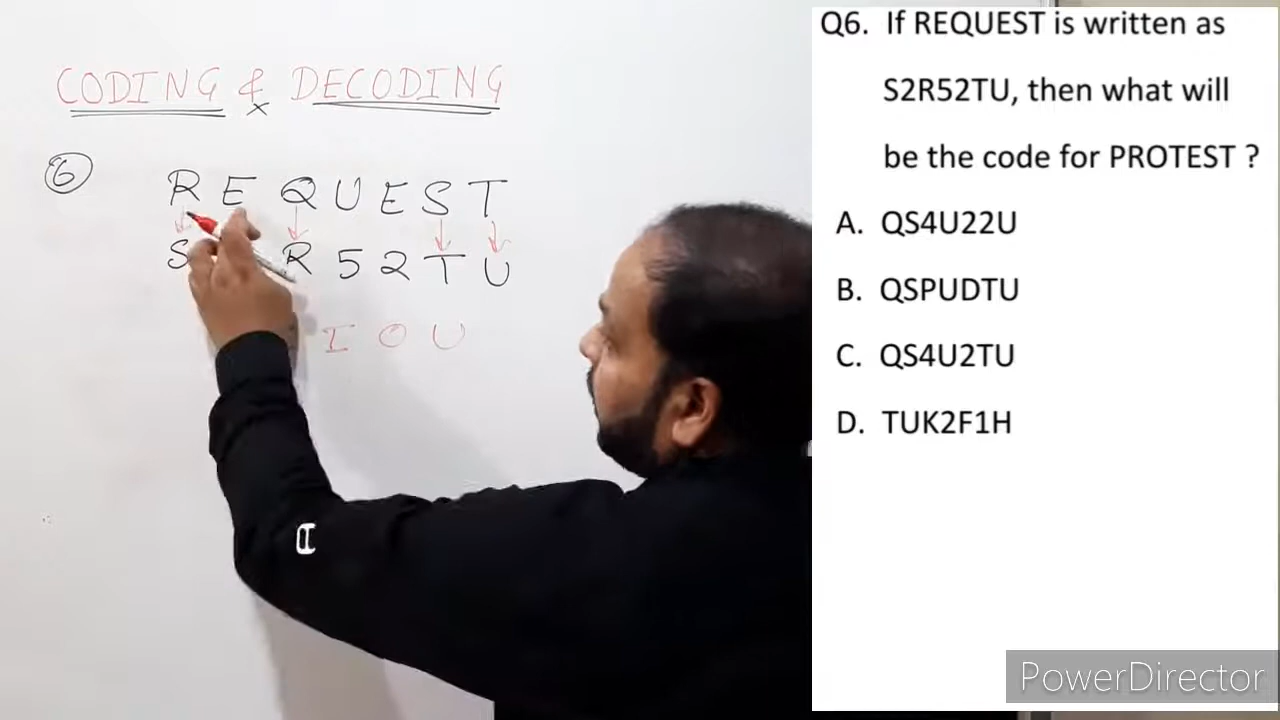 CODING & DECODING
6
R E Q U E S T
S R 5 2 T U
I O U
Q6. If REQUEST is written as
S2R52TU, then what will
be the code for PROTEST ?
A. QS4U22U
B. QSPUDTU
C. QS4U2TU
D. TUK2F1H
PowerDirector